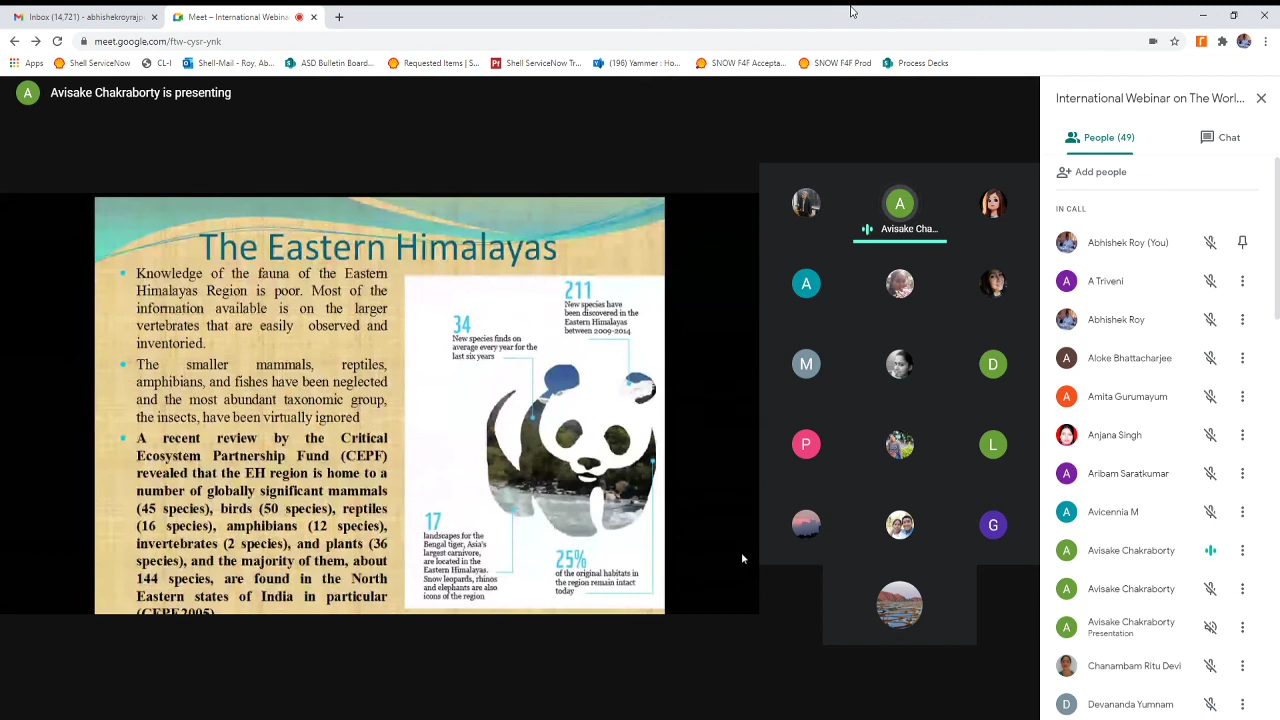 Inbox (14,721) - abhishekroyrajp
Meet – International Webina
meet.google.com/ftw-cysr-ynk
Apps
Shell ServiceNow
CL-I
Shell-Mail - Roy, Ab...
ASD Bulletin Board...
Requested Items | S...
Shell ServiceNow Tr...
(196) Yammer : Home
SNOW F4F Accepta...
SNOW F4F Prod
Process Decks
A
Avisake Chakraborty is presenting
The Eastern Himalayas
Knowledge of the fauna of the Eastern
Himalayas Region is poor. Most of the
information available is on the larger
vertebrates that are easily observed and
inventoried.
The smaller mammals, reptiles,
amphibians, and fishes have been neglected
and the most abundant taxonomic group,
the insects, have been virtually ignored
A recent review by the Critical
Ecosystem Partnership Fund (CEPF)
revealed that the EH region is home to a
number of globally significant mammals
(45 species), birds (50 species), reptiles
(16 species), amphibians (12 species),
invertebrates (2 species), and plants (36
species), and the majority of them, about
144 species, are found in the North
Eastern states of India in particular
(CEPF2005)
211
New species have
been discovered in the
Eastern Himalayas
between 2009-2014
34
New species finds on
average every year for the
last six years
17
landscapes for the
Bengal tiger, Asia's
largest carnivore,
are located in the
Eastern Himalayas.
Snow leopards, rhinos
and elephants are also
icons of the region
25%
of the original habitats in
the region remain intact
today
A
Avisake Cha...
A
M
D
P
L
G
International Webinar on The Worl...
People (49)
Chat
Add people
IN CALL
Abhishek Roy (You)
A
A Triveni
Abhishek Roy
A
Aloke Bhattacharjee
A
Amita Gurumayum
Anjana Singh
A
Aribam Saratkumar
A
Avicennia M
A
Avisake Chakraborty
A
Avisake Chakraborty
A
Avisake Chakraborty
Presentation
Chanambam Ritu Devi
D
Devananda Yumnam